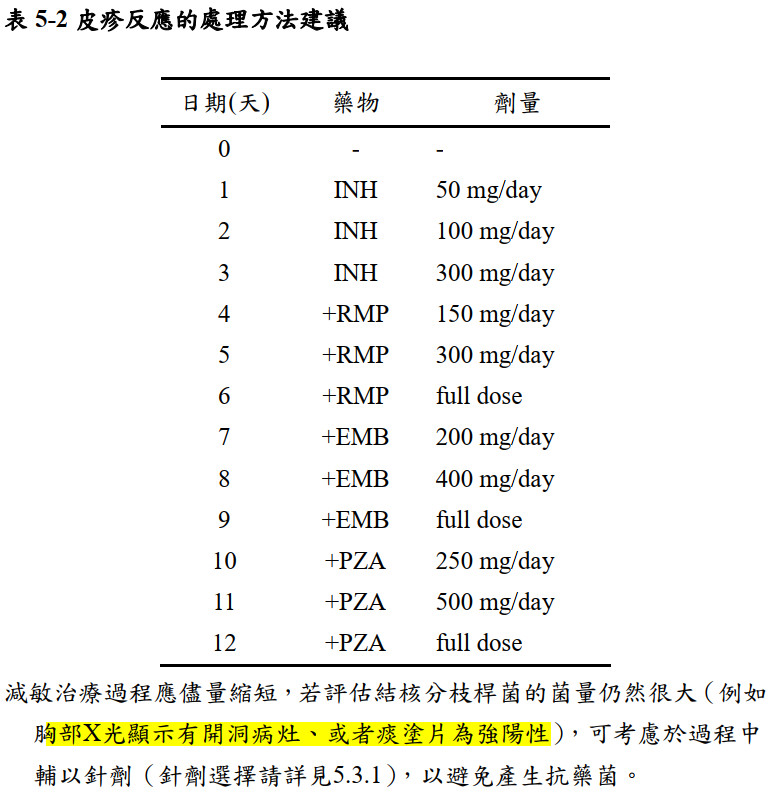 表 5-2 皮疹反應的處理方法建議
日期(天) 藥物 劑量
0 - -
1 INH 50 mg/day
2 INH 100 mg/day
3 INH 300 mg/day
4 +RMP 150 mg/day
5 +RMP 300 mg/day
6 +RMP full dose
7 +EMB 200 mg/day
8 +EMB 400 mg/day
9 +EMB full dose
10 +PZA 250 mg/day
11 +PZA 500 mg/day
12 +PZA full dose
減敏治療過程應儘量縮短，若評估結核分枝桿菌的菌量仍然很大（例如
胸部X光顯示有開洞病灶、或者痰塗片為強陽性），可考慮於過程中
輔以針劑（針劑選擇請詳見5.3.1），以避免產生抗藥菌。